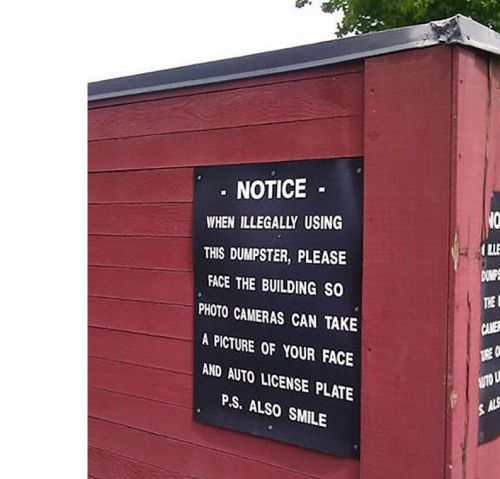 - NOTICE -
WHEN ILLEGALLY USING
THIS DUMPSTER, PLEASE
FACE THE BUILDING SO
PHOTO CAMERAS CAN TAKE
A PICTURE OF YOUR FACE
AND AUTO LICENSE PLATE
P.S. ALSO SMILE